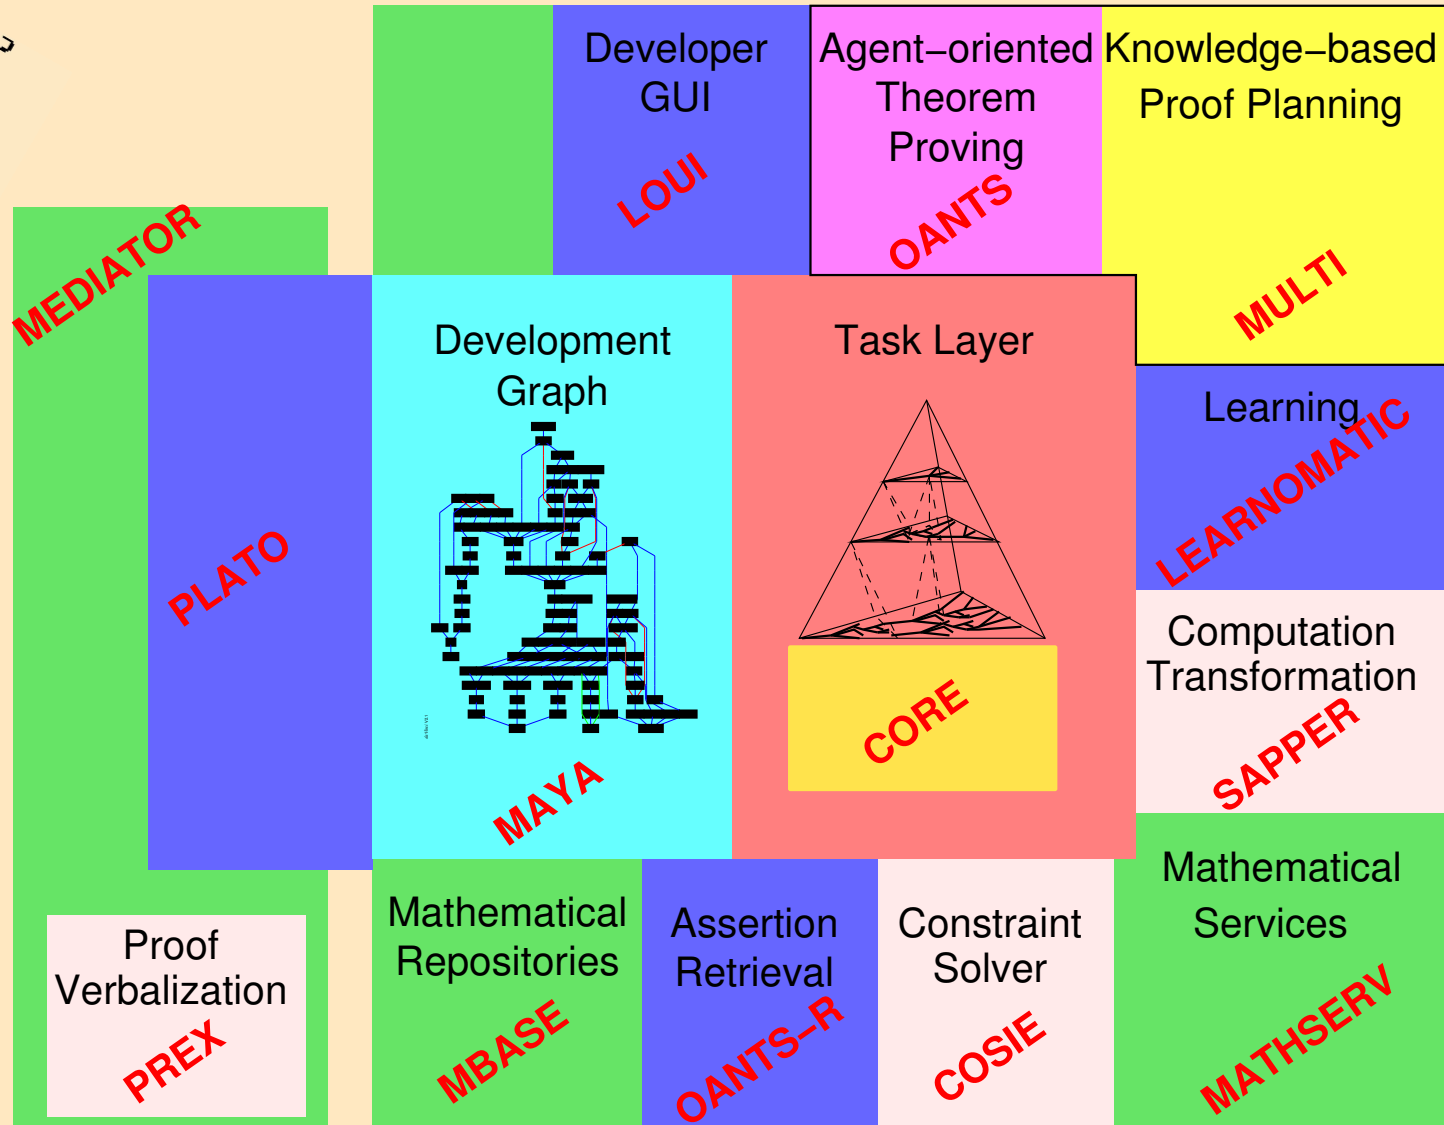 Developer
GUI
LOUI
Agent–oriented
Theorem
Proving
OANTS
Knowledge–based
Proof Planning
MULTI
MEDIATOR
PLATO
Development
Graph
MAYA
Task Layer
CORE
Learning
LEARNOMATIC
Computation
Transformation
SAPPER
Proof
Verbalization
PREX
Mathematical
Repositories
MBASE
Assertion
Retrieval
OANTS–R
Constraint
Solver
COSIE
Mathematical
Services
MATHSERV